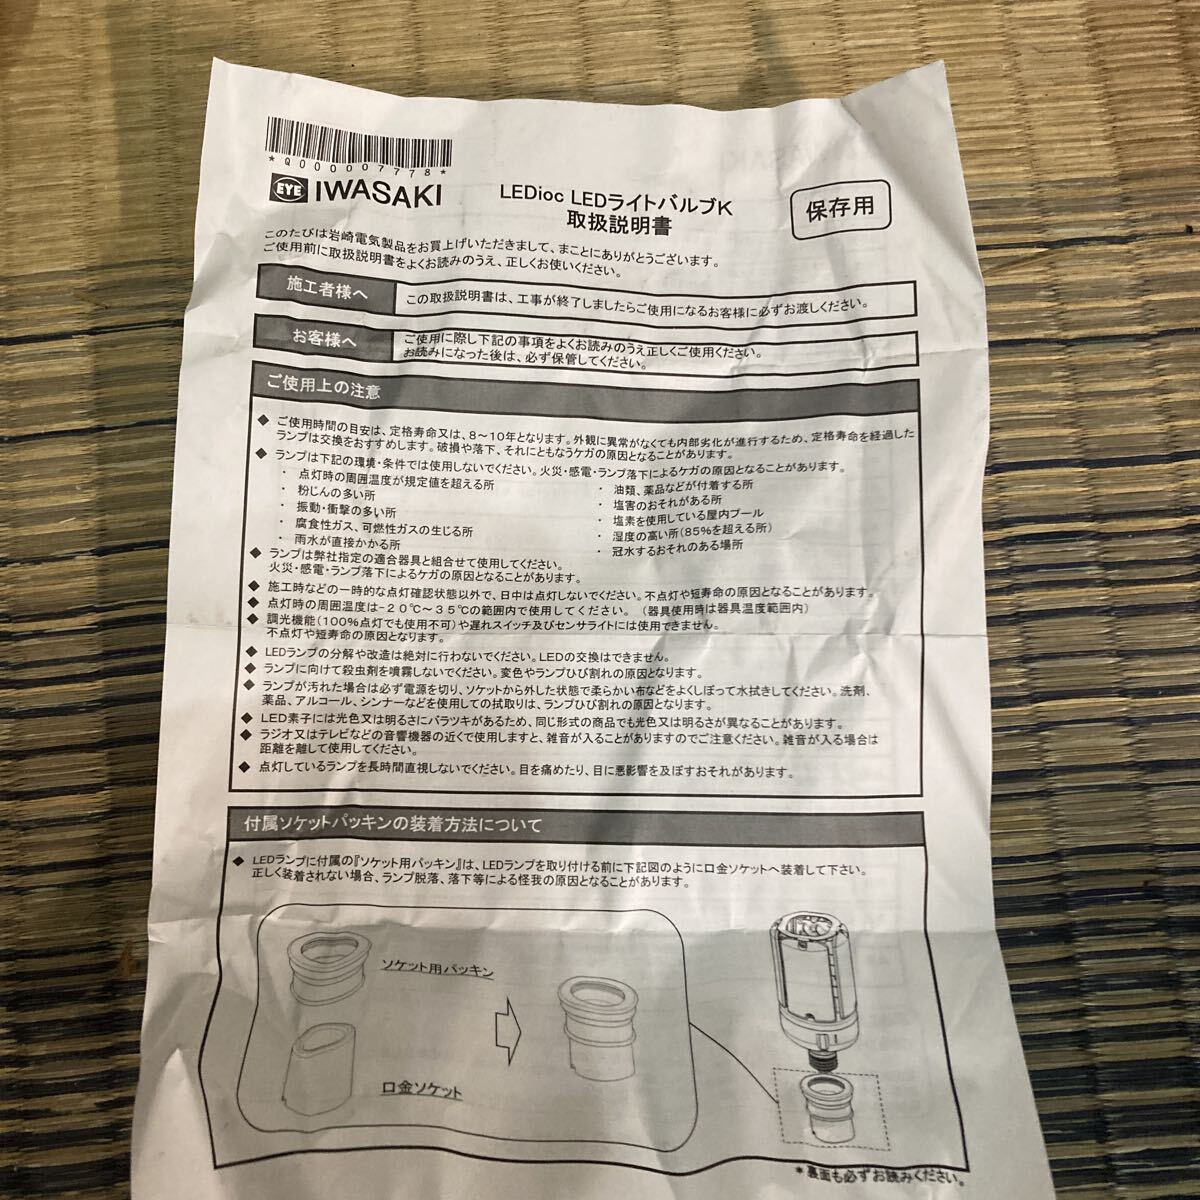 *Q000007778*
EYE IWASAKI
LEDioc LEDライトバルブK
取扱説明書
保存用
このたびは岩崎電気製品をお買上げいただきまして、まことにありがとうございます。
ご使用前に取扱説明書をよくお読みのうえ、正しくお使いください。
施工者様へ
この取扱説明書は、工事が終了しましたらご使用になるお客様に必ずお渡しください。
お客様へ
ご使用に際し下記の事項をよくお読みのうえ正しくご使用ください。
お読みになった後は、必ず保管してください。
ご使用上の注意
◆ ご使用時間の目安は、定格寿命又は、8～10年となります。外観に異常がなくても内部劣化が進行するため、定格寿命を経過した
ランプは交換をおすすめします。破損や落下、それにともなうケガの原因となることがあります。
◆ ランプは下記の環境・条件では使用しないでください。火災・感電・ランプ落下によるケガの原因となることがあります。
・ 点灯時の周囲温度が規定値を超える所
・ 粉じんの多い所
・ 振動・衝撃の多い所
・ 腐食性ガス、可燃性ガスの生じる所
・ 雨水が直接かかる所
・ 油類、薬品などが付着する所
・ 塩害のおそれがある所
・ 塩素を使用している屋内プール
・ 湿度の高い所(85%を超える所)
・ 冠水するおそれのある場所
◆ ランプは弊社指定の適合器具と組合せて使用してください。
火災・感電・ランプ落下によるケガの原因となることがあります。
◆ 施工時などの一時的な点灯確認状態以外で、日中は点灯しないでください。不点灯や短寿命の原因となることがあります。
◆ 点灯時の周囲温度は-20℃～35℃の範囲内で使用してください。(器具使用時は器具温度範囲内)
◆ 調光機能(100%点灯でも使用不可)や遅れスイッチ及びセンサライトには使用できません。
不点灯や短寿命の原因となります。
◆ LEDランプの分解や改造は絶対に行わないでください。LEDの交換はできません。
◆ ランプに向けて殺虫剤を噴霧しないでください。変色やランプひび割れの原因となります。
◆ ランプが汚れた場合は必ず電源を切り、ソケットから外した状態で柔らかい布などをよくしぼって水拭きしてください。洗剤、
薬品、アルコール、シンナーなどを使用しての拭取りは、ランプひび割れの原因となります。
◆ LED素子には光色又は明るさにバラツキがあるため、同じ形式の商品でも光色又は明るさが異なることがあります。
◆ ラジオ又はテレビなどの音響機器の近くで使用しますと、雑音が入ることがありますのでご注意ください。雑音が入る場合は
距離を離して使用してください。
◆ 点灯しているランプを長時間直視しないでください。目を痛めたり、目に悪影響を及ぼすおそれがあります。
付属ソケットパッキンの装着方法について
◆ LEDランプに付属の『ソケット用パッキン』は、LEDランプを取り付ける前に下記図のように口金ソケットへ装着して下さい。
正しく装着されない場合、ランプ脱落、落下等による怪我の原因となることがあります。
ソケット用パッキン
口金ソケット
*裏面も必ずお読みください。